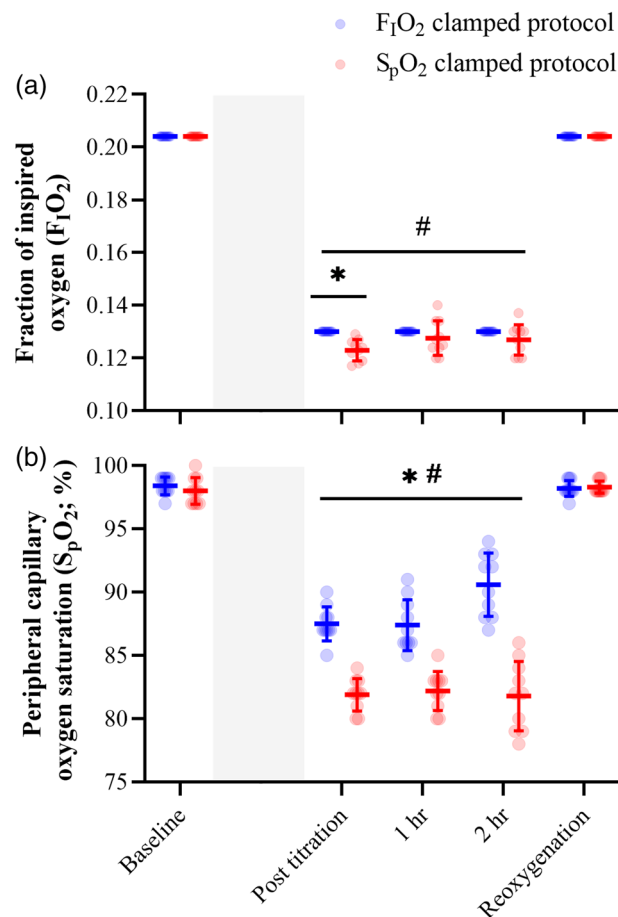 FIO2 clamped protocol
SpO2 clamped protocol
(a)
Fraction of inspired
oxygen (FIO2)
0.22
0.20
0.18
0.16
0.14
0.12
0.10
#
*
(b)
Peripheral capillary
oxygen saturation (SpO2; %)
100
95
90
85
80
75
* #
Baseline
Post titration
1 hr
2 hr
Reoxygenation